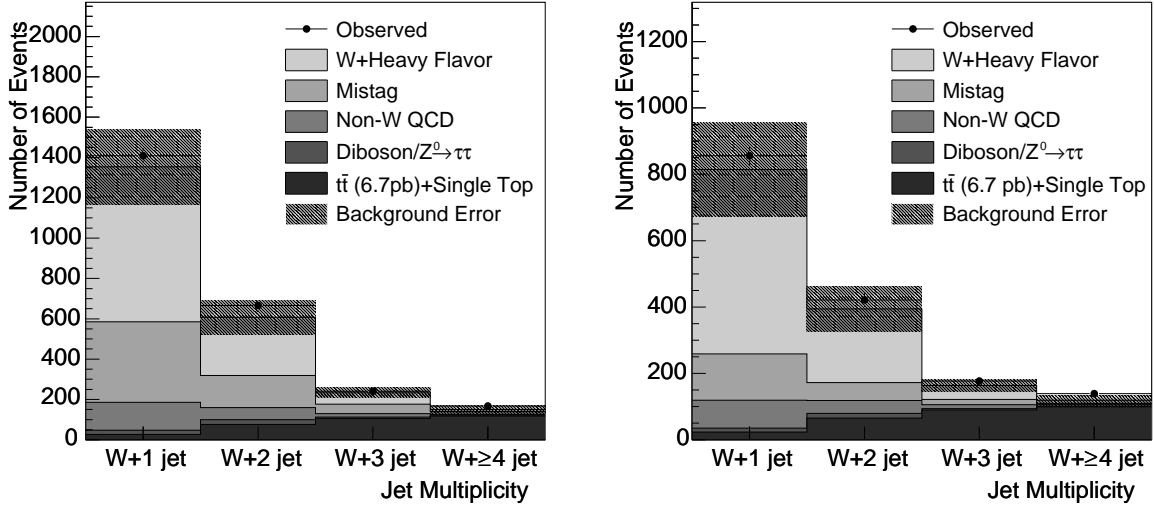 Number of Events
2000
1800
1600
1400
1200
1000
800
600
400
200
0
Observed
W+Heavy Flavor
Mistag
Non-W QCD
Diboson/Z⁰→ττ
tt̄ (6.7pb)+Single Top
Background Error
W+1 jet
W+2 jet
W+3 jet
W+≥4 jet
Jet Multiplicity
Number of Events
1200
1000
800
600
400
200
0
Observed
W+Heavy Flavor
Mistag
Non-W QCD
Diboson/Z⁰→ττ
tt̄ (6.7 pb)+Single Top
Background Error
W+1 jet
W+2 jet
W+3 jet
W+≥4 jet
Jet Multiplicity